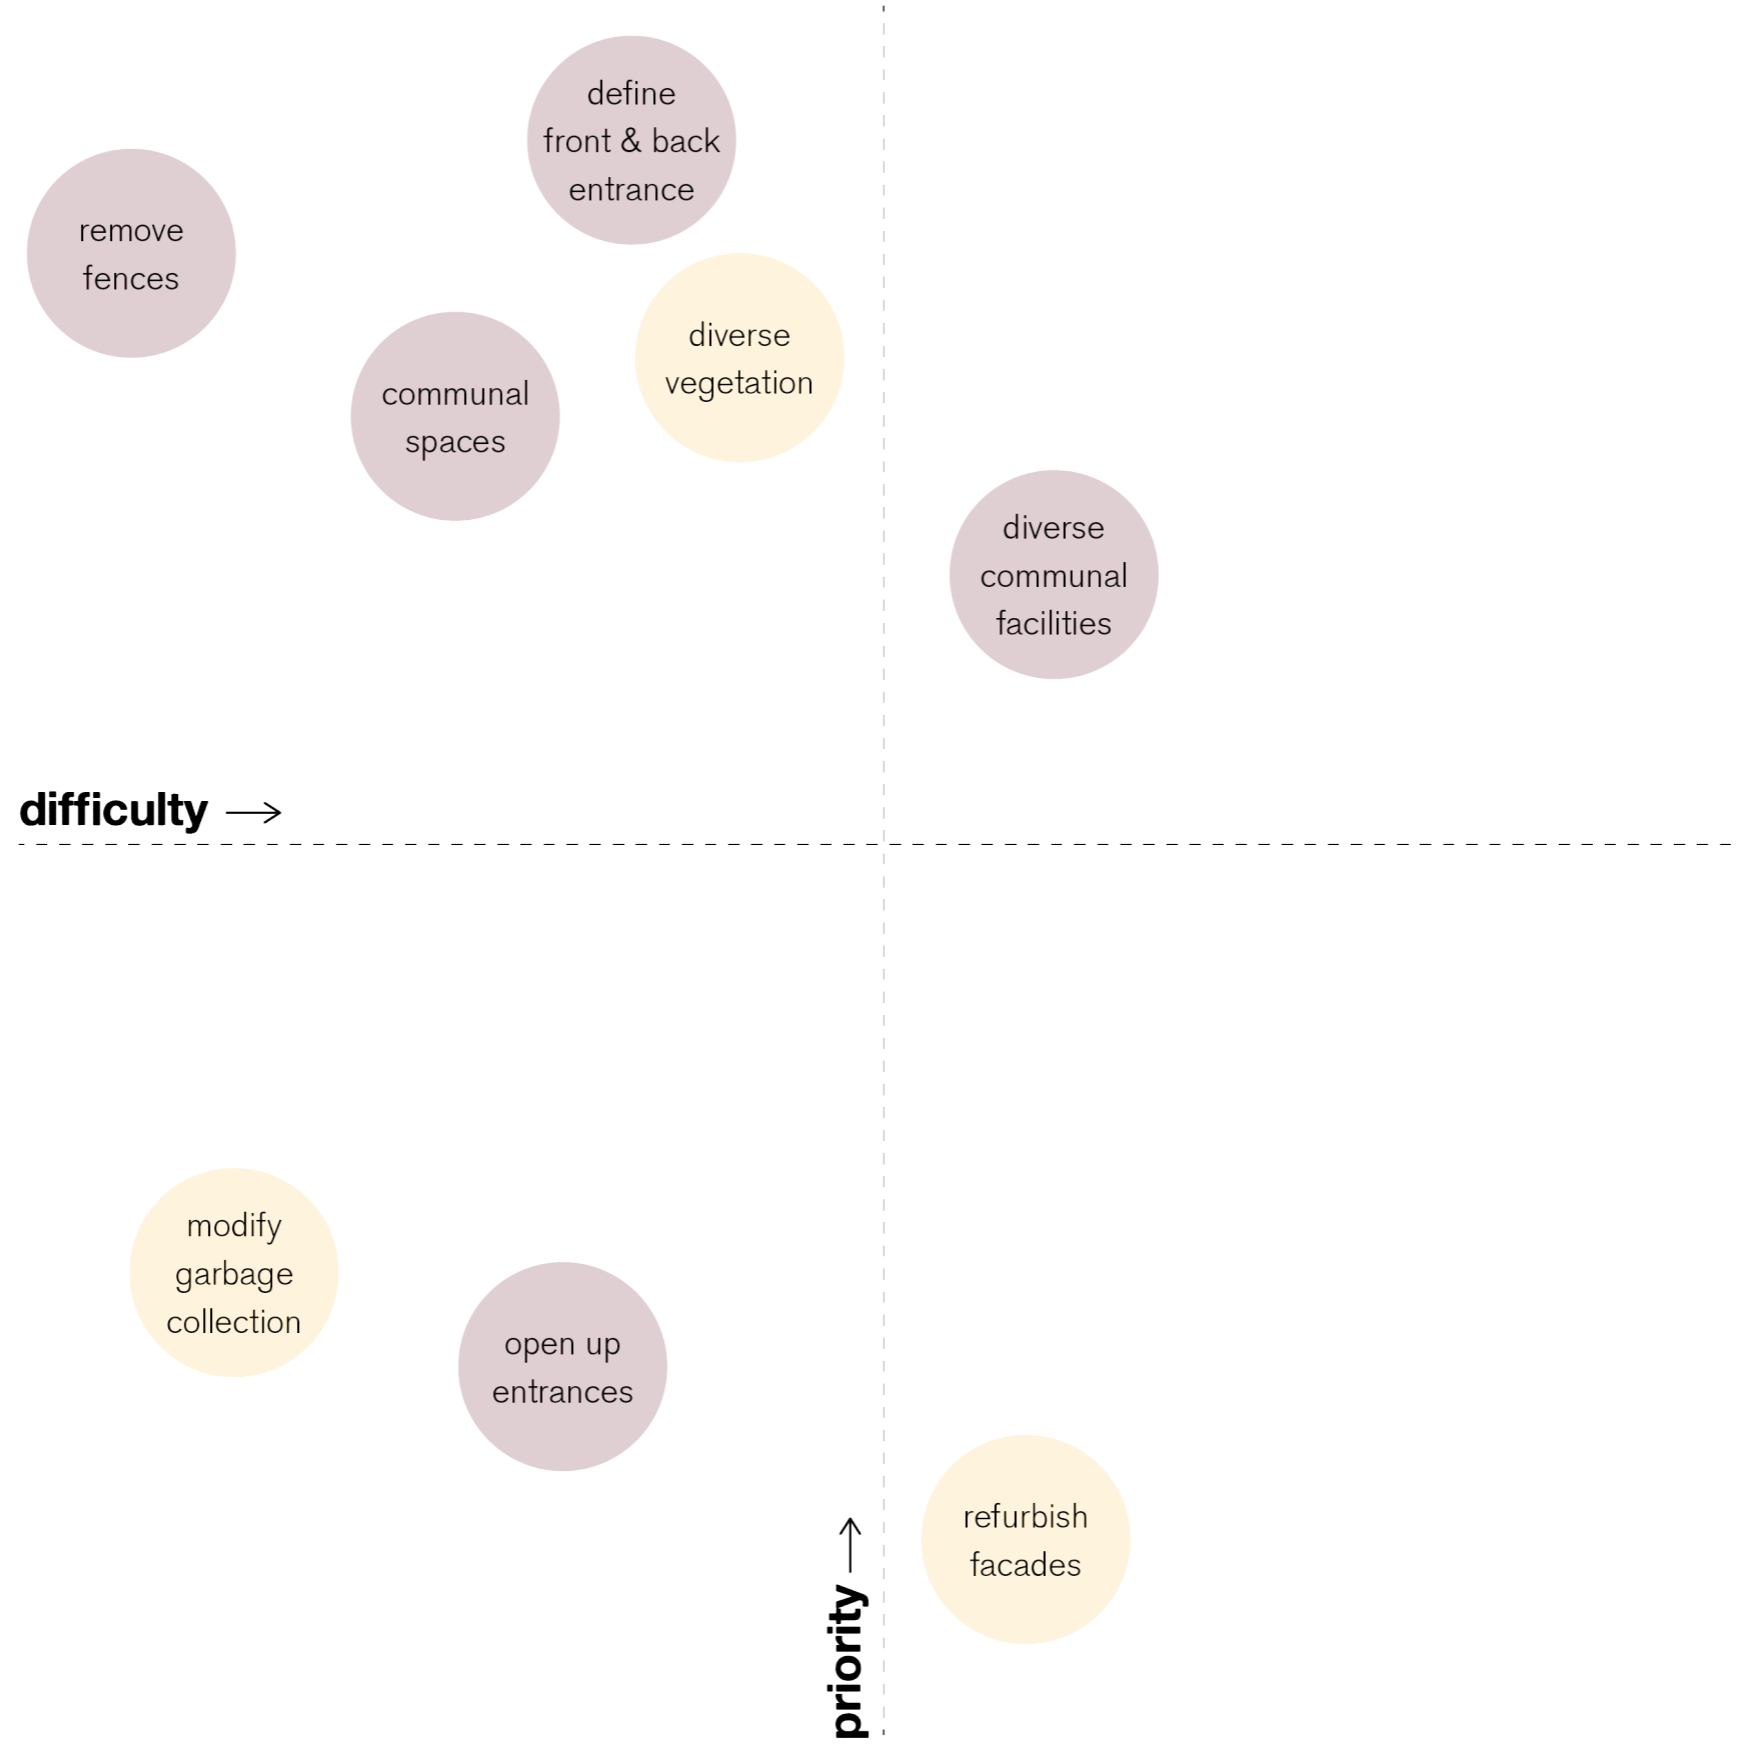 define
front & back
entrance
remove
fences
diverse
vegetation
communal
spaces
diverse
communal
facilities
difficulty
modify
garbage
collection
open up
entrances
refurbish
facades
priority